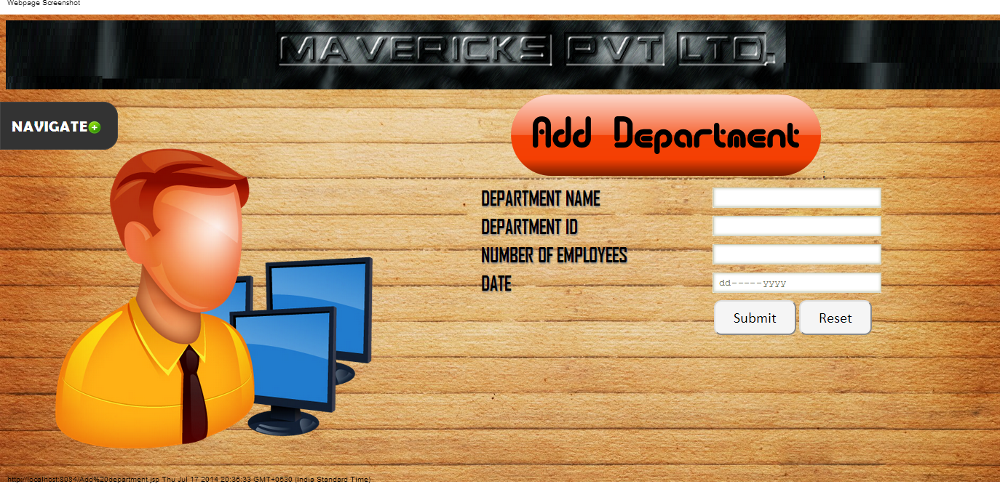 Webpage Screenshot
MAVERICKS PVT LTD.
NAVIGATE
Add Department
DEPARTMENT NAME
DEPARTMENT ID
NUMBER OF EMPLOYEES
DATE
dd-----yyyy
Submit Reset
http://localhost:8084/Add%20department.jsp Thu Jul 17 2014 20:36:33 GMT+0530 (India Standard Time)